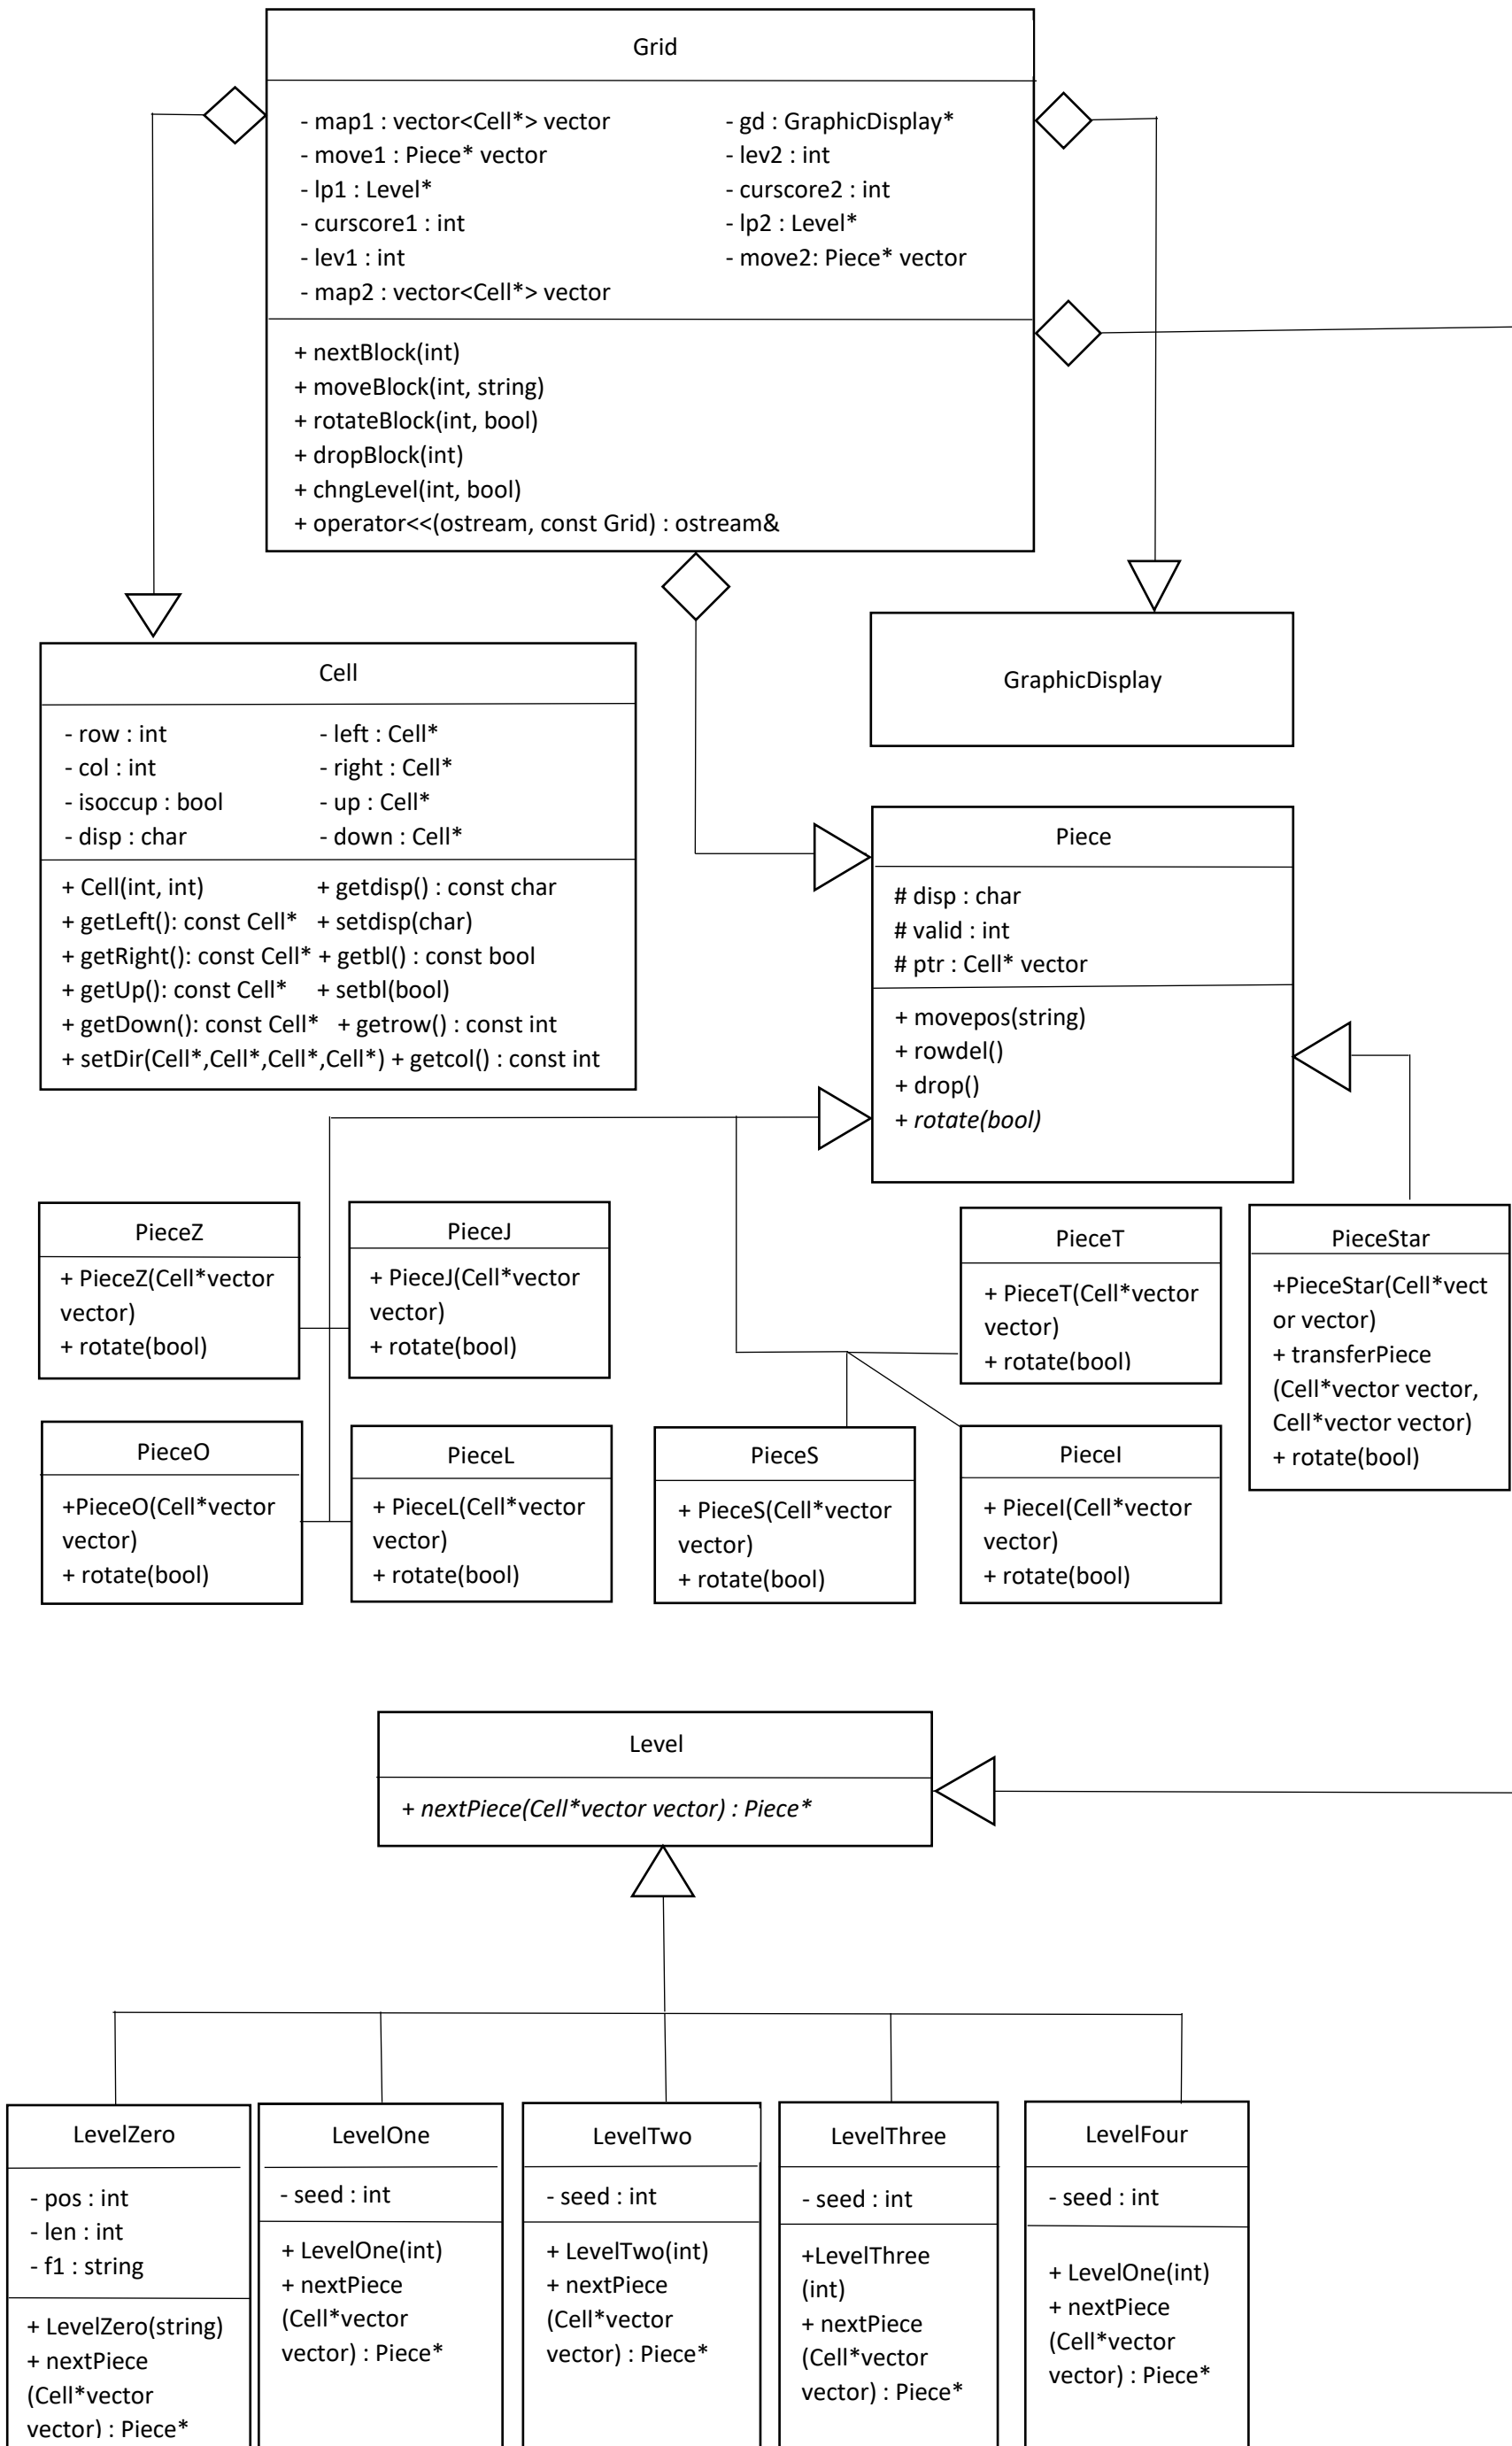 Grid
- map1 : vector<Cell*> vector
- move1 : Piece* vector
- lp1 : Level*
- curscore1 : int
- lev1 : int
- map2 : vector<Cell*> vector
- gd : GraphicDisplay*
- lev2 : int
- curscore2 : int
- lp2 : Level*
- move2: Piece* vector
+ nextBlock(int)
+ moveBlock(int, string)
+ rotateBlock(int, bool)
+ dropBlock(int)
+ chngLevel(int, bool)
+ operator<<(ostream, const Grid) : ostream&
Cell
- row : int
- col : int
- isoccup : bool
- disp : char
- left : Cell*
- right : Cell*
- up : Cell*
- down : Cell*
+ Cell(int, int) + getdisp() : const char
+ getLeft(): const Cell* + setdisp(char)
+ getRight(): const Cell* + getbl() : const bool
+ getUp(): const Cell* + setbl(bool)
+ getDown(): const Cell* + getrow() : const int
+ setDir(Cell*,Cell*,Cell*,Cell*) + getcol() : const int
GraphicDisplay
Piece
# disp : char
# valid : int
# ptr : Cell* vector
+ movepos(string)
+ rowdel()
+ drop()
+ rotate(bool)
PieceZ
+ PieceZ(Cell*vector
vector)
+ rotate(bool)
PieceJ
+ PieceJ(Cell*vector
vector)
+ rotate(bool)
PieceT
+ PieceT(Cell*vector
vector)
+ rotate(bool)
PieceStar
+PieceStar(Cell*vect
or vector)
+ transferPiece
(Cell*vector vector,
Cell*vector vector)
+ rotate(bool)
PieceO
+PieceO(Cell*vector
vector)
+ rotate(bool)
PieceL
+ PieceL(Cell*vector
vector)
+ rotate(bool)
PieceS
+ PieceS(Cell*vector
vector)
+ rotate(bool)
PieceI
+ PieceI(Cell*vector
vector)
+ rotate(bool)
Level
+ nextPiece(Cell*vector vector) : Piece*
LevelZero
- pos : int
- len : int
- f1 : string
+ LevelZero(string)
+ nextPiece
(Cell*vector
vector) : Piece*
LevelOne
- seed : int
+ LevelOne(int)
+ nextPiece
(Cell*vector
vector) : Piece*
LevelTwo
- seed : int
+ LevelTwo(int)
+ nextPiece
(Cell*vector
vector) : Piece*
LevelThree
- seed : int
+LevelThree
(int)
+ nextPiece
(Cell*vector
vector) : Piece*
LevelFour
- seed : int
+ LevelOne(int)
+ nextPiece
(Cell*vector
vector) : Piece*